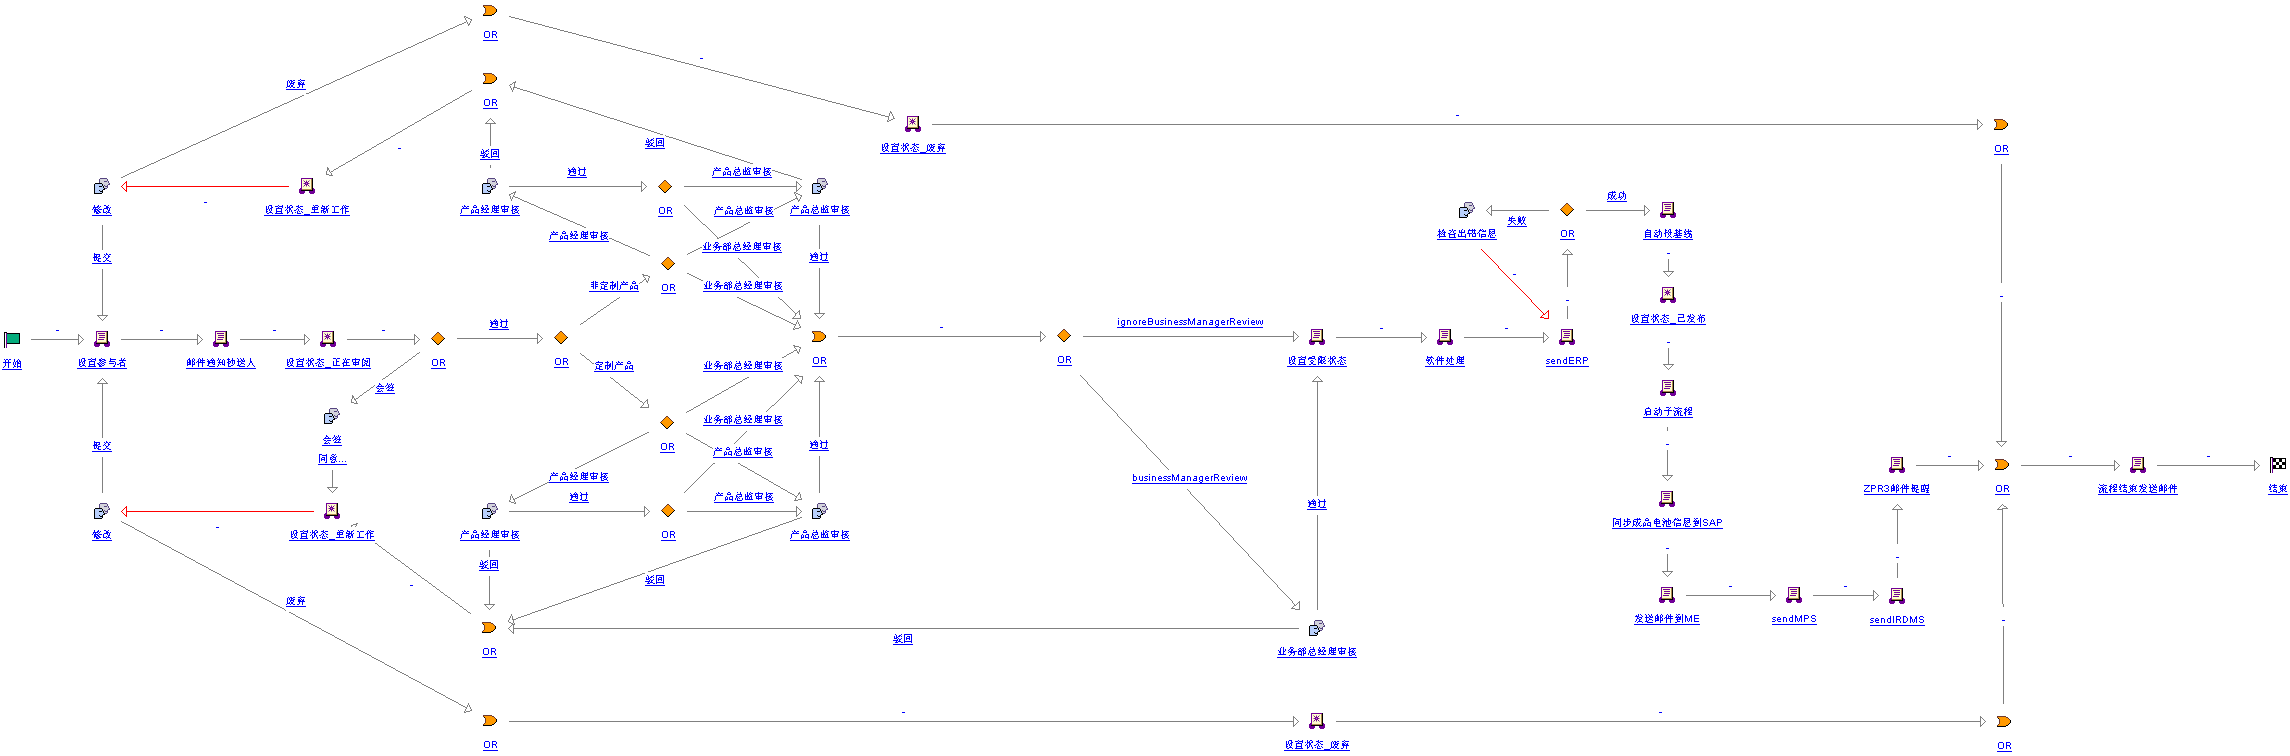 OR
-
废弃
OR
-
设置状态_废弃
-
OR
驳回
驳回
-
通过
产品总监审核
修改
-
设置状态_重新工作
产品经理审核
OR
产品总监审核
产品总监审核
成功
失败
检查出错信息
OR
自动投基线
产品经理审核
业务部总经理审核
通过
提交
-
非定制产品
OR
业务部总经理审核
-
-
-
设置状态_已发布
开始
-
设置参与者
-
邮件通知抄送人
-
设置状态_正在审阅
-
OR
通过
OR
OR
-
OR
ignoreBusinessManagerReview
设置受限状态
-
软件处理
-
sendERP
-
-
定制产品
业务部总经理审核
会签
会签
启动子流程
业务部总经理审核
提交
OR
产品总监审核
通过
-
同意...
产品经理审核
businessManagerReview
ZPR3邮件提醒
-
OR
-
流程结束发送邮件
-
结束
通过
产品总监审核
通过
修改
-
设置状态_重新工作
产品经理审核
OR
产品总监审核
同步成品电池信息到SAP
-
驳回
驳回
-
废弃
-
发送邮件到ME
-
sendMPS
-
sendIRDMS
-
OR
驳回
业务部总经理审核
OR
-
设置状态_废弃
-
OR